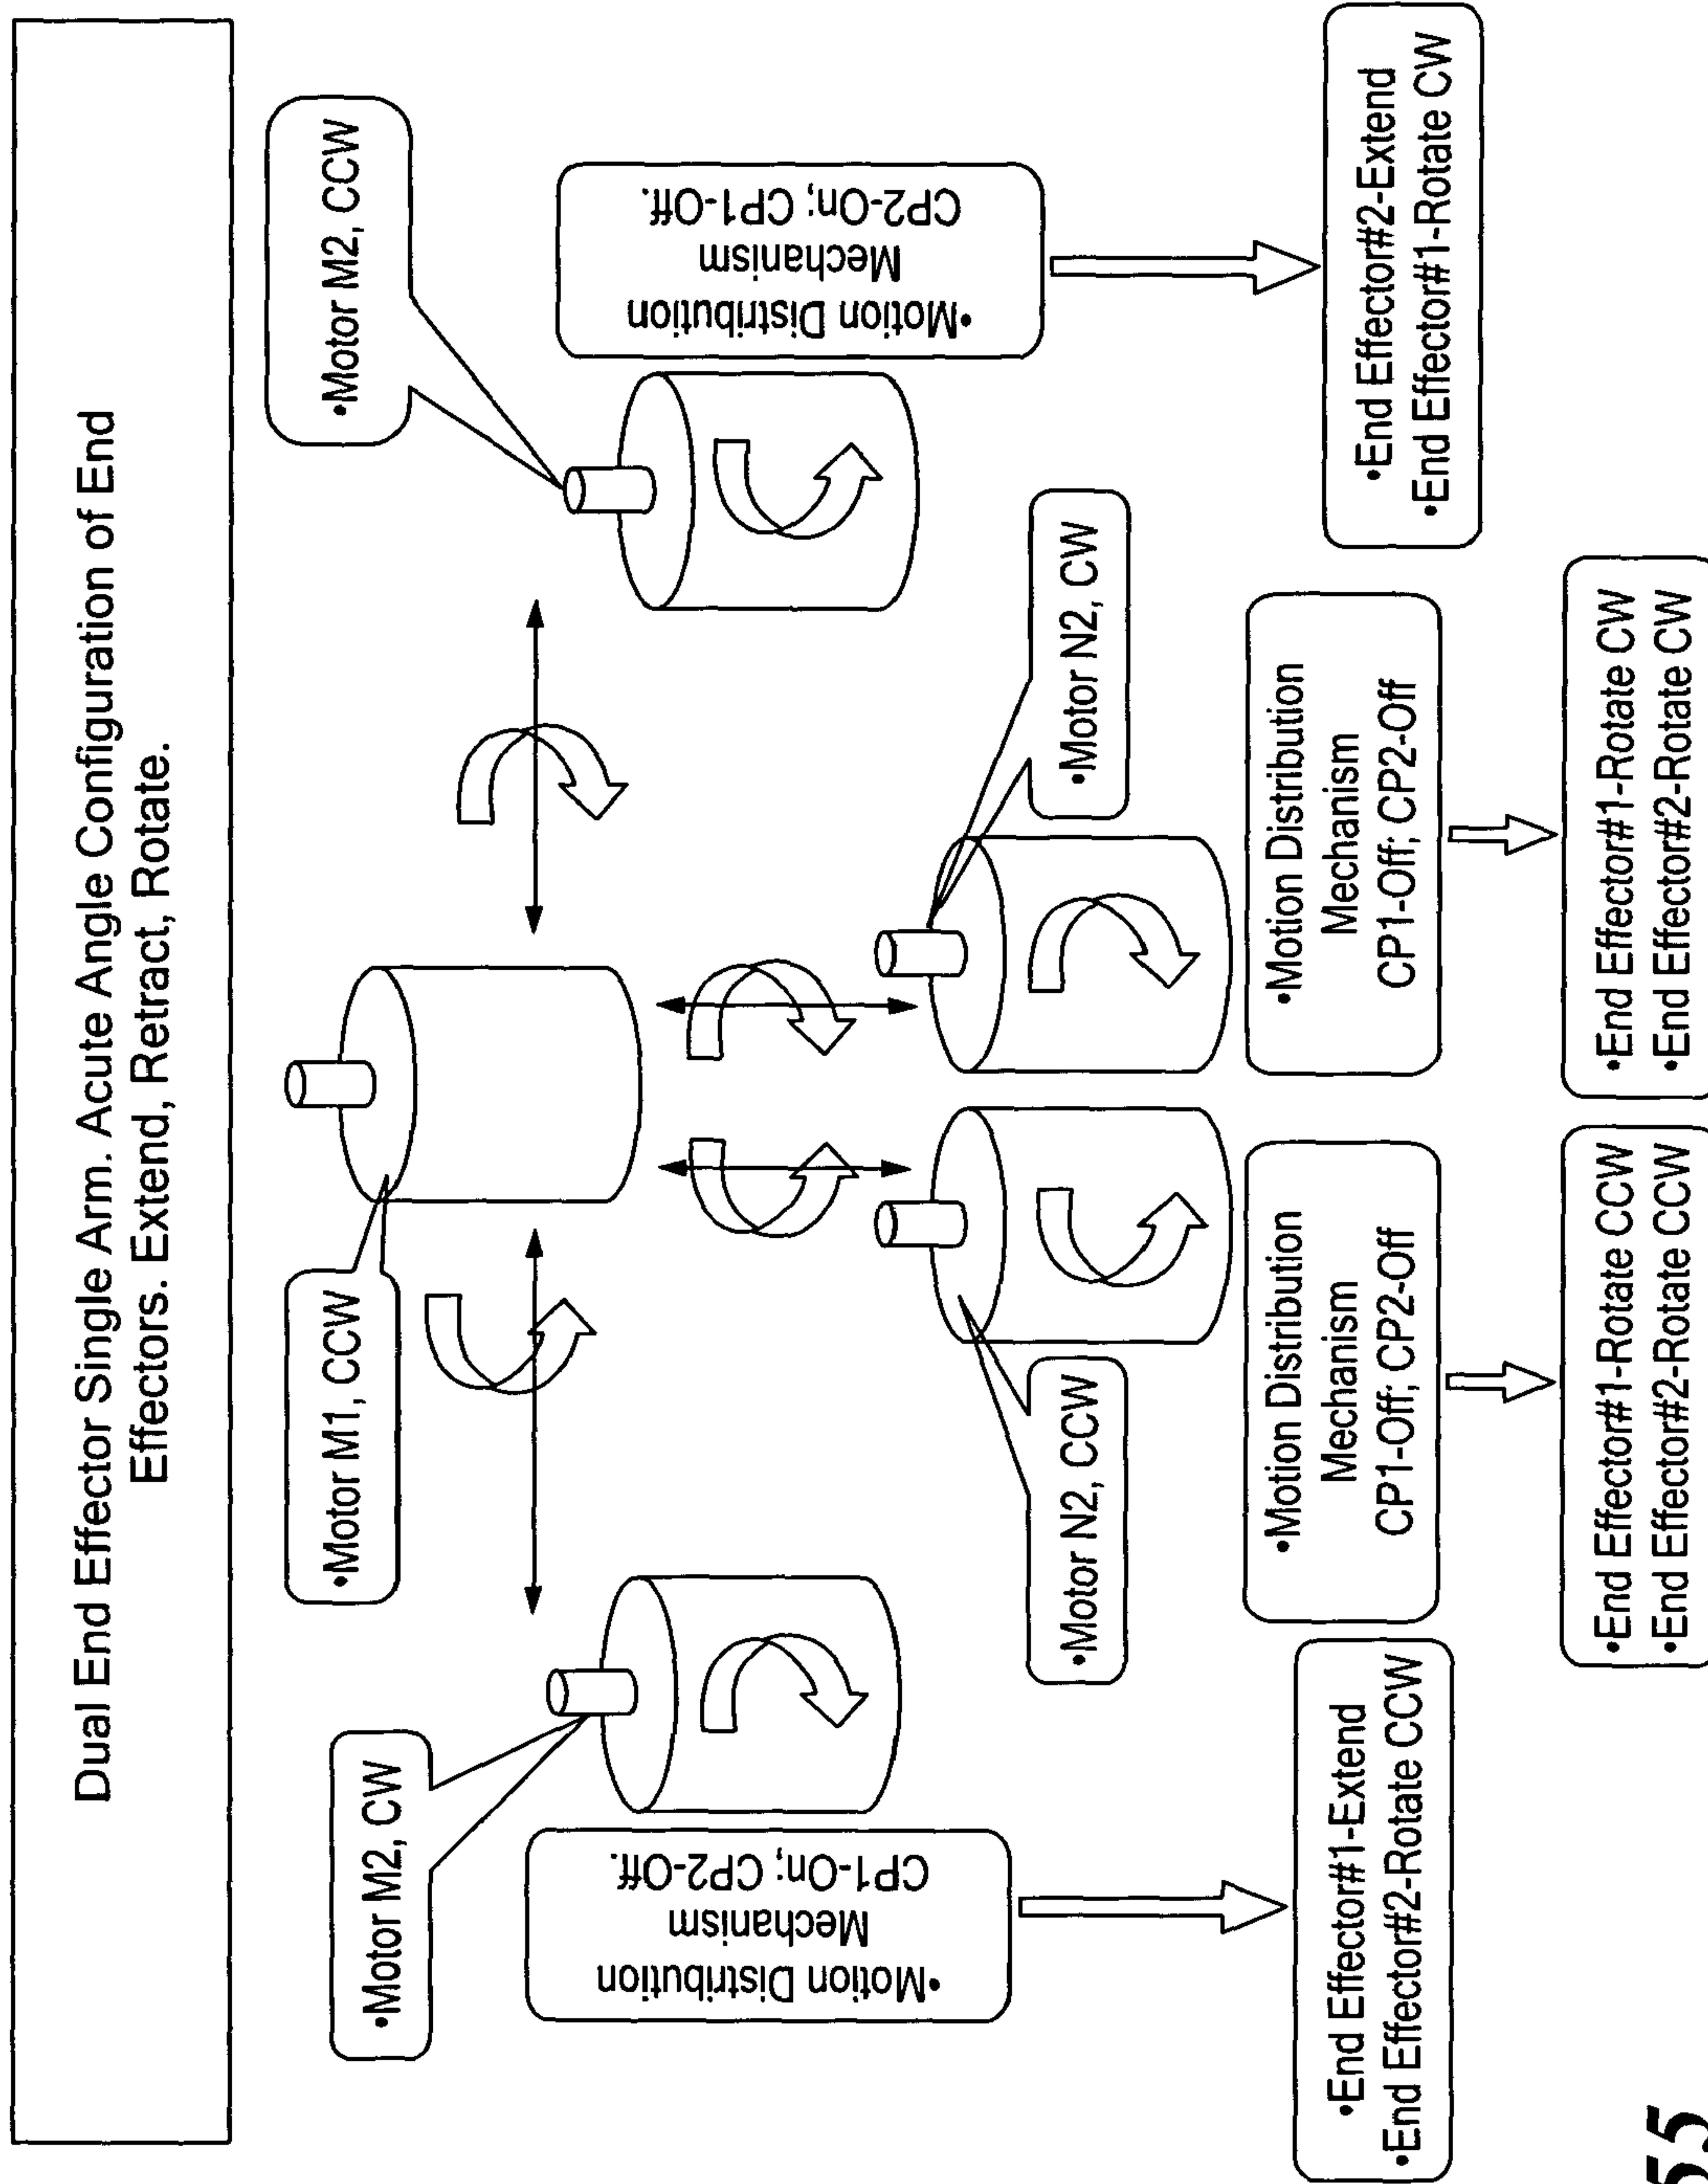 Dual End Effector Single Arm. Acute Angle Configuration of End
Effectors. Extend, Retract, Rotate.
•Motor M1, CCW
•Motor M2, CW
•Motor M2, CCW
•Motion Distribution
Mechanism
CP1-On; CP2-Off.
•Motion Distribution
Mechanism
CP2-On; CP1-Off.
•Motor N2, CCW
•Motor N2, CW
•Motion Distribution
Mechanism
CP1-Off; CP2-Off
•Motion Distribution
Mechanism
CP1-Off; CP2-Off
•End Effector#1-Extend
•End Effector#2-Rotate CCW
•End Effector#1-Rotate CCW
•End Effector#2-Rotate CCW
•End Effector#1-Rotate CW
•End Effector#2-Rotate CW
•End Effector#2-Extend
•End Effector#1-Rotate CW
55